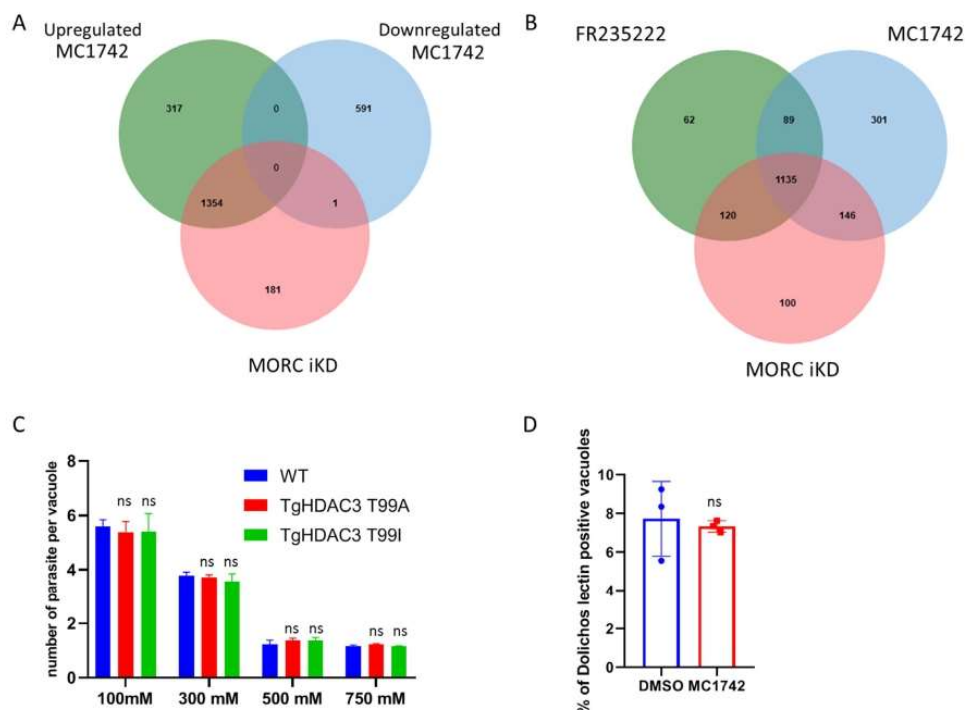 A
Upregulated
MC1742
Downregulated
MC1742
317
0
591
0
1354
1
181
MORC iKD
B
FR235222
MC1742
62
89
301
1135
120
146
100
MORC iKD
C
number of parasite per vacuole
8
6
4
2
0
WT
TgHDAC3 T99A
TgHDAC3 T99I
ns ns
ns ns
ns ns
ns ns
100mM
300 mM
500 mM
750 mM
D
% of Dolichos lectin positive vacuoles
10
8
6
4
2
0
ns
DMSO MC1742